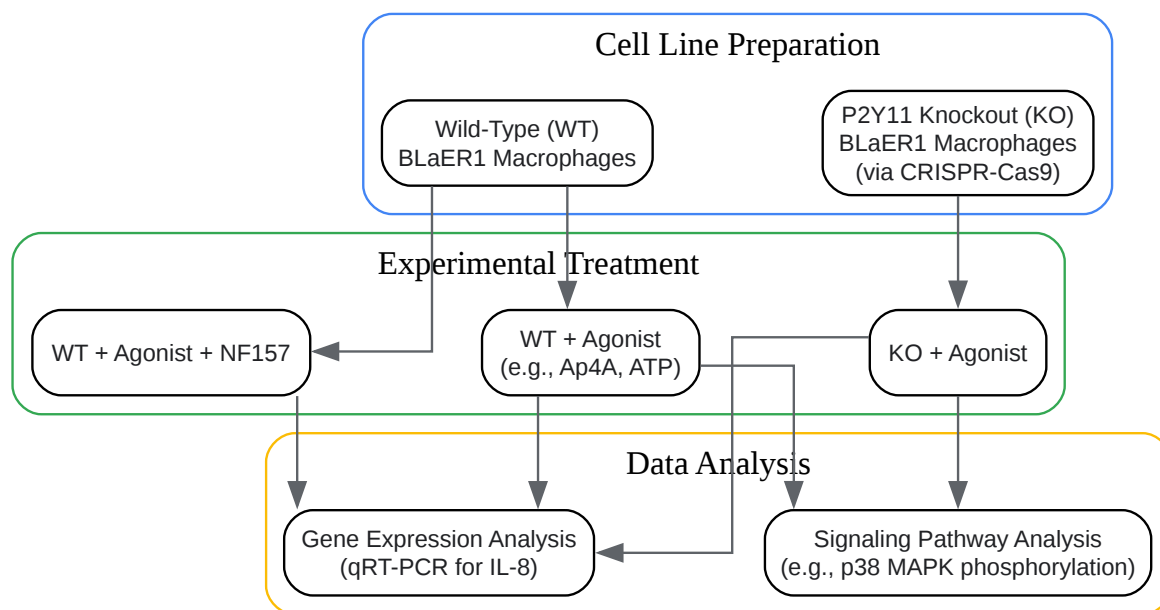 Cell Line Preparation
Wild-Type (WT)
BLaER1 Macrophages
P2Y11 Knockout (KO)
BLaER1 Macrophages
(via CRISPR-Cas9)
Experimental Treatment
WT + Agonist + NF157
WT + Agonist
(e.g., Ap4A, ATP)
KO + Agonist
Data Analysis
Gene Expression Analysis
(qRT-PCR for IL-8)
Signaling Pathway Analysis
(e.g., p38 MAPK phosphorylation)